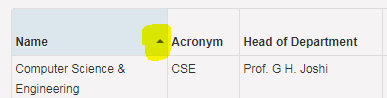 Name Acronym Head of Department
Computer Science & CSE Prof. G H. Joshi
Engineering